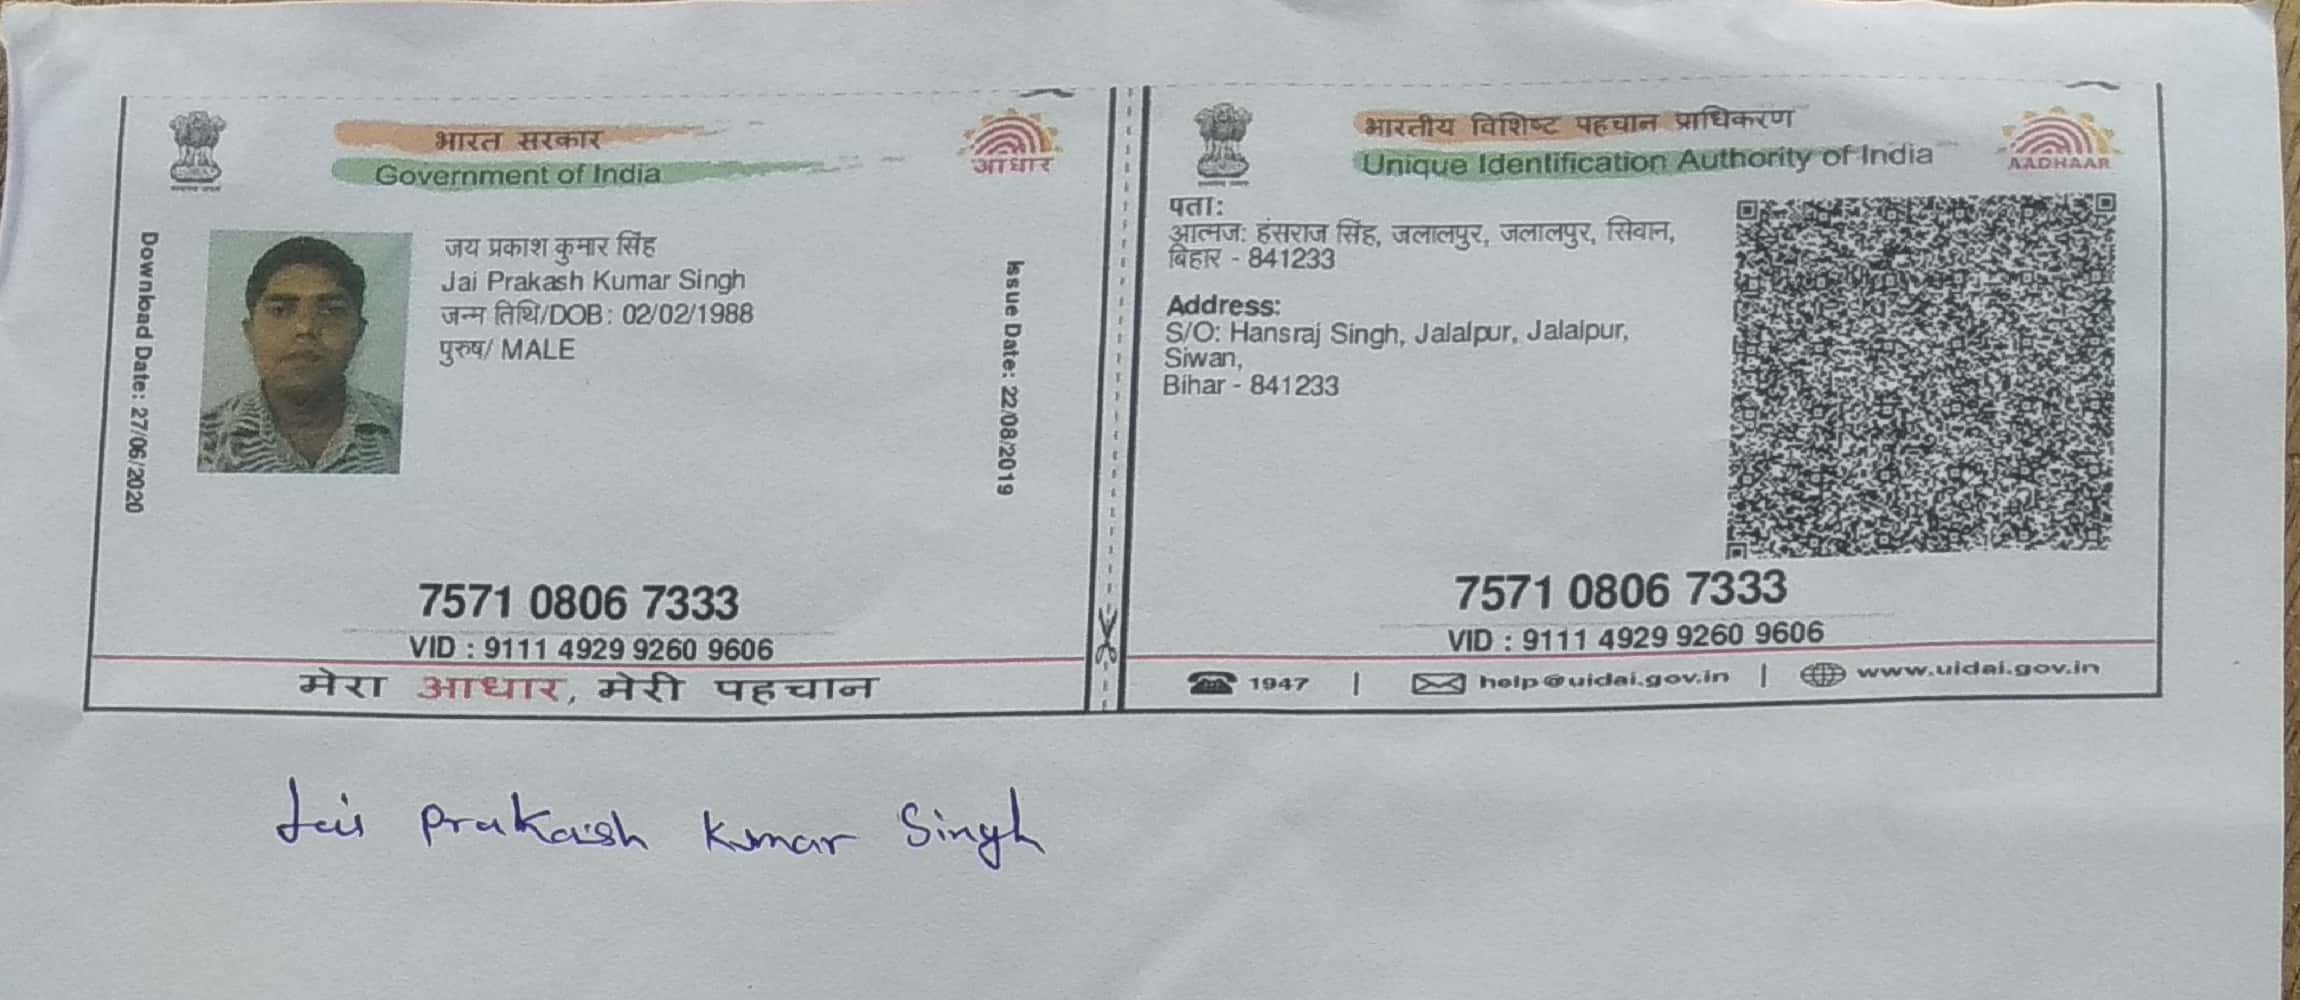 भारत सरकार
Government of India
आधार
Download Date: 27/06/2020
जय प्रकाश कुमार सिंह
Jai Prakash Kumar Singh
जन्म तिथि/DOB: 02/02/1988
पुरुष/ MALE
Issue Date: 22/08/2019
7571 0806 7333
VID : 9111 4929 9260 9606
मेरा आधार, मेरी पहचान
भारतीय विशिष्ट पहचान प्राधिकरण
Unique Identification Authority of India
AADHAAR
पता:
आत्मज: हंसराज सिंह, जलालपुर, जलालपुर, सिवान,
बिहार - 841233
Address:
S/O: Hansraj Singh, Jalalpur, Jalalpur,
Siwan,
Bihar - 841233
7571 0806 7333
VID : 9111 4929 9260 9606
1947 | help@uidai.gov.in | www.uidai.gov.in
Jai Prakash Kumar Singh